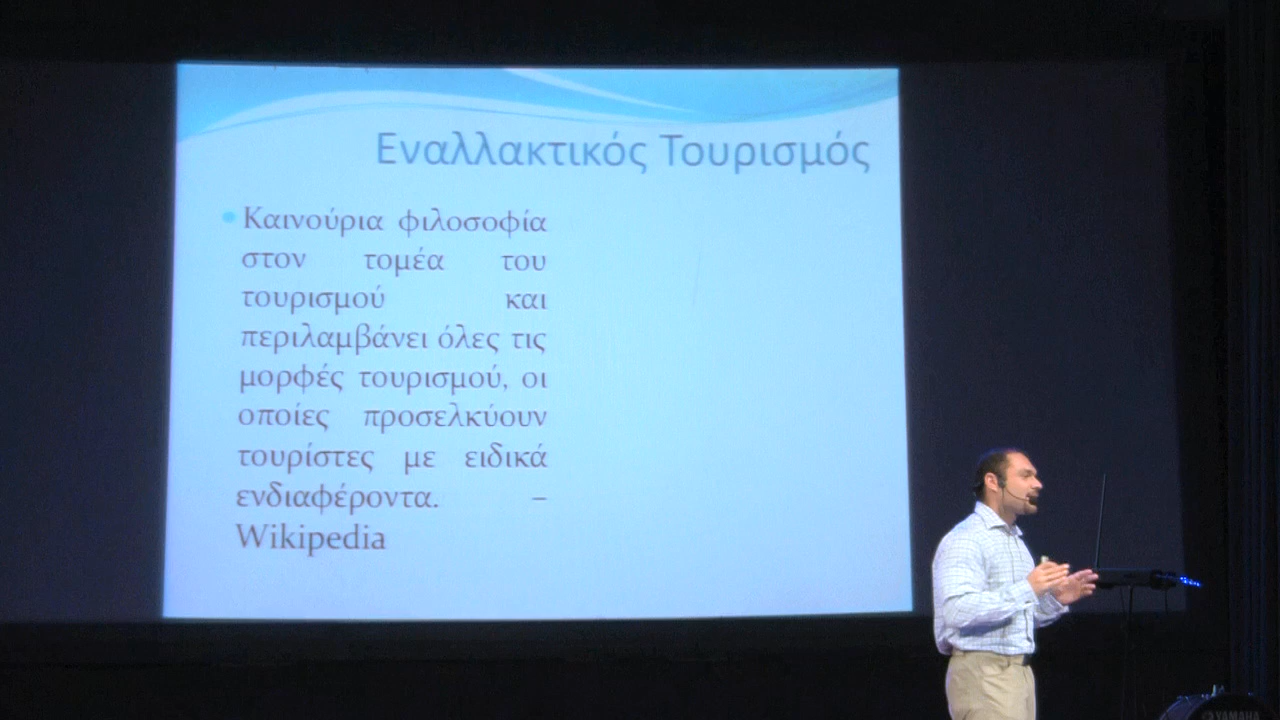 Εναλλακτικός Τουρισμός
Καινούρια φιλοσοφία
στον τομέα του
τουρισμού και
περιλαμβάνει όλες τις
μορφές τουρισμού, οι
οποίες προσελκύουν
τουρίστες με ειδικά
ενδιαφέροντα. –
Wikipedia
YAMAHA